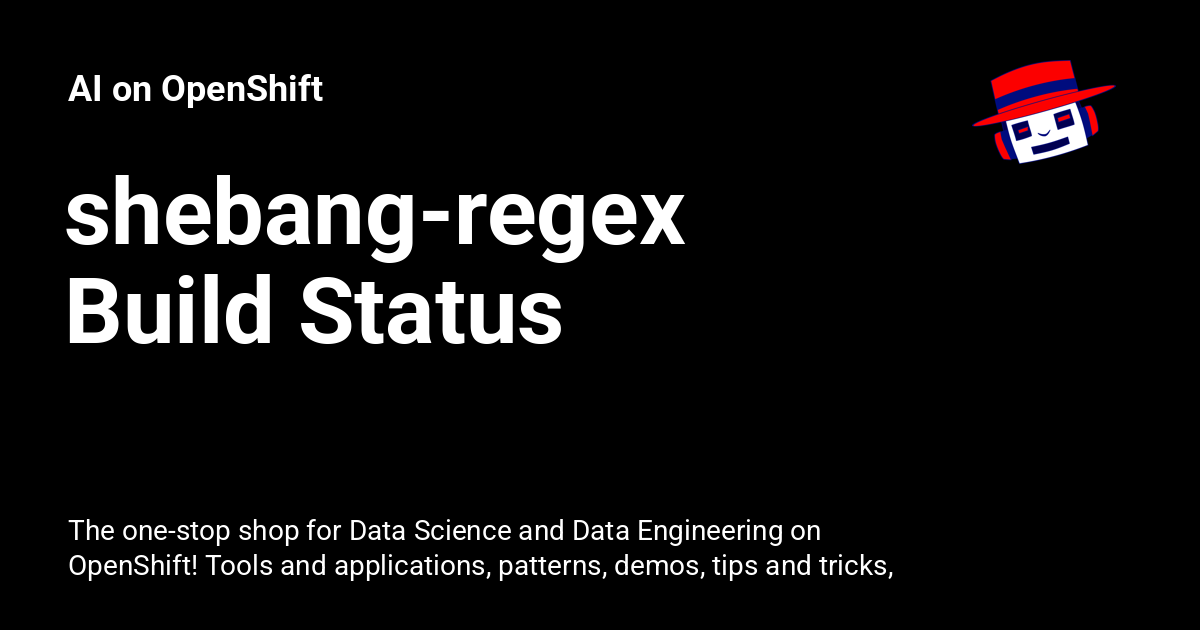 AI on OpenShift
shebang-regex
Build Status
The one-stop shop for Data Science and Data Engineering on
OpenShift! Tools and applications, patterns, demos, tips and tricks,